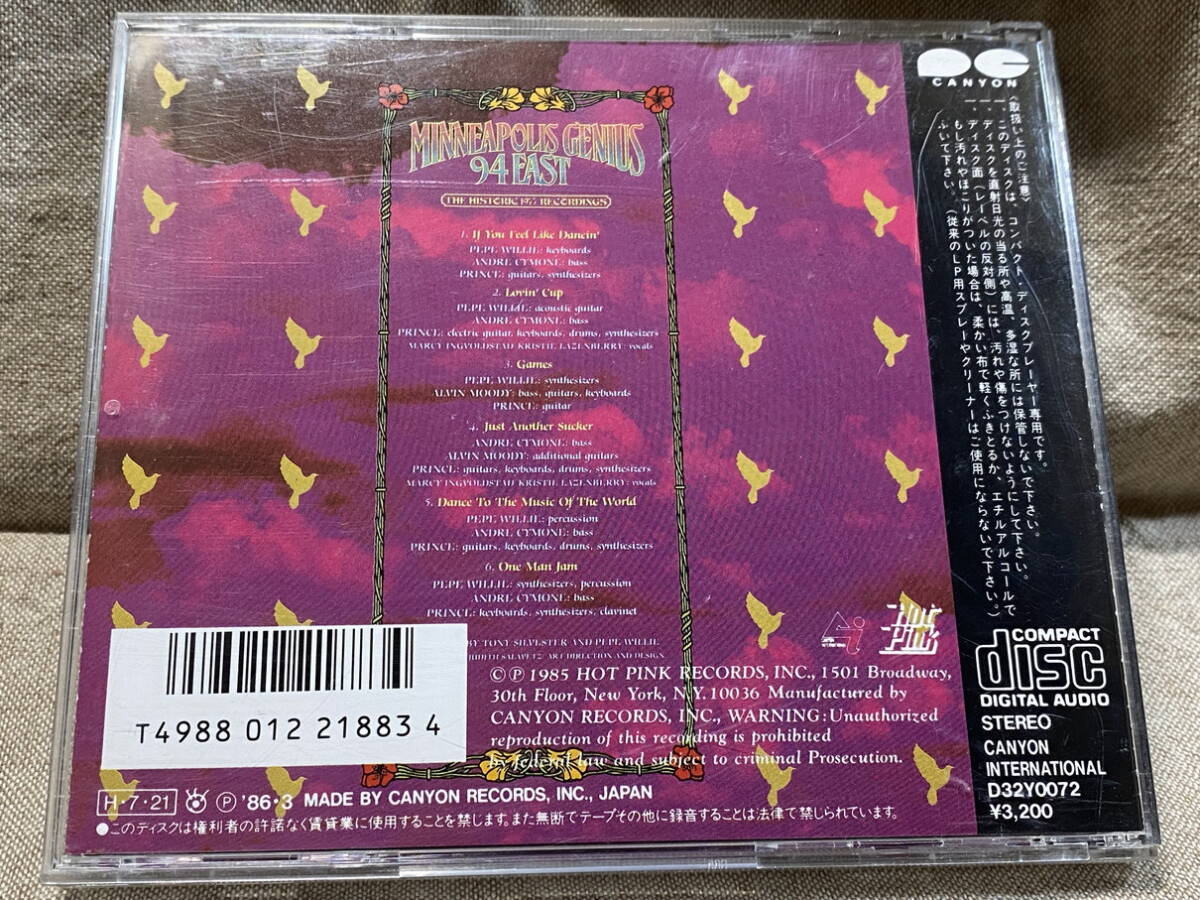 MINNEAPOLIS GENIUS
94 EAST
THE HISTORIC 1977 RECORDINGS
1. If You Feel Like Dancin'
PEPE WILLIE: keyboards
ANDRE CYMONE: bass
PRINCE: guitars, synthesizers
2. Lovin' Cup
PEPE WILLIE: acoustic guitar
ANDRE CYMONE: bass
PRINCE: electric guitar, keyboards, drums, synthesizers
MARCY INGVOLDSTAD, KRISTIE LAZENBERRY: vocals
3. Games
PEPE WILLIE: synthesizers
ALVIN MOODY: bass, guitars, keyboards
PRINCE: guitar
4. Just Another Sucker
ANDRE CYMONE: bass
ALVIN MOODY: additional guitars
PRINCE: guitars, keyboards, drums, synthesizers
MARCY INGVOLDSTAD, KRISTIE LAZENBERRY: vocals
5. Dance To The Music Of The World
PEPE WILLIE: percussion
ANDRE CYMONE: bass
PRINCE: guitars, keyboards, drums, synthesizers
6. One Man Jam
PEPE WILLIE: synthesizers, percussion
ANDRE CYMONE: bass
PRINCE: keyboards, synthesizers, clavinet
BY TONY SILVESTER AND PEPE WILLIE
ART DIRECTION AND DESIGN
HOT
PINK
©Ⓟ 1985 HOT PINK RECORDS, INC., 1501 Broadway,
30th Floor, New York, N.Y. 10036 Manufactured by
CANYON RECORDS, INC., WARNING: Unauthorized
reproduction of this recording is prohibited
by federal law and subject to criminal Prosecution.
T4988 012 21883 4
H・7・21 Ⓟ '86・3 MADE BY CANYON RECORDS, INC., JAPAN
●このディスクは権利者の許諾なく賃貸業に使用することを禁じます。また無断でテープその他に録音することは法律で禁じられています。
CANYON
〈取扱い上のご注意〉
一．このディスクは、コンパクト・ディスクプレーヤー専用です。
一．ディスクを直射日光の当る所や高温、多湿な所には保管しないで下さい。
一．ディスク面（レーベルの反対側）には、汚れや傷をつけないようにして下さい。
もし汚れやほこりがついた場合は、柔かい布で軽くふきとるか、エチルアルコールで
ふいて下さい。（従来のLP用スプレーやクリーナーはご使用にならないで下さい。）
COMPACT
disc
DIGITAL AUDIO
STEREO
CANYON
INTERNATIONAL
D32Y0072
¥3,200